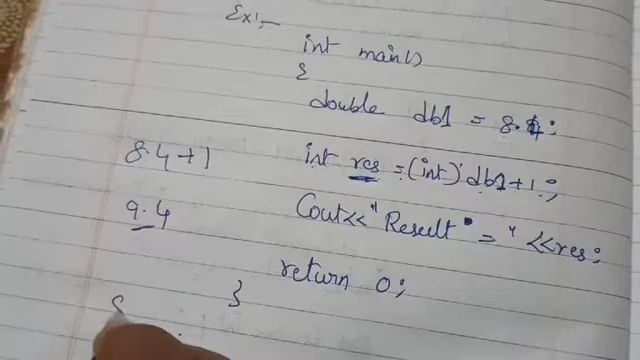 Ex:-
int main()
{
double db1 = 8.4;
8.4+1
int res = (int) db1+1;
9.4
Cout<<"Result = "<<res;
return 0;
}